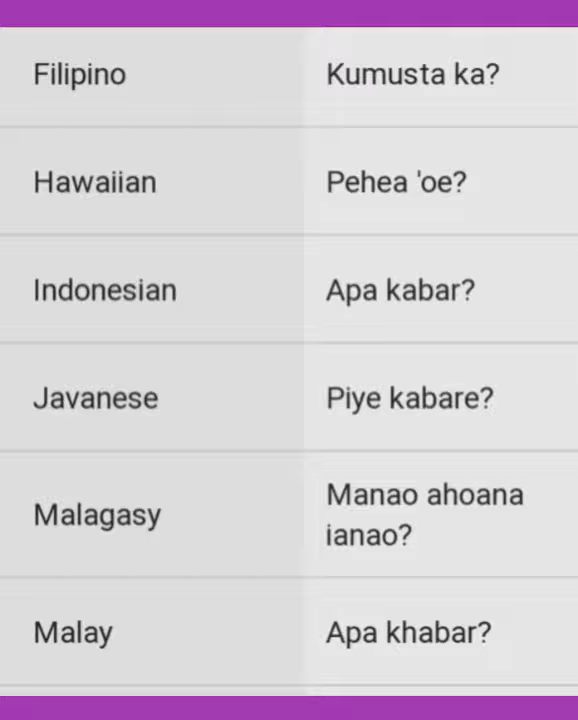 Filipino Kumusta ka?
Hawaiian Pehea 'oe?
Indonesian Apa kabar?
Javanese Piye kabare?
Malagasy Manao ahoana
ianao?
Malay Apa khabar?